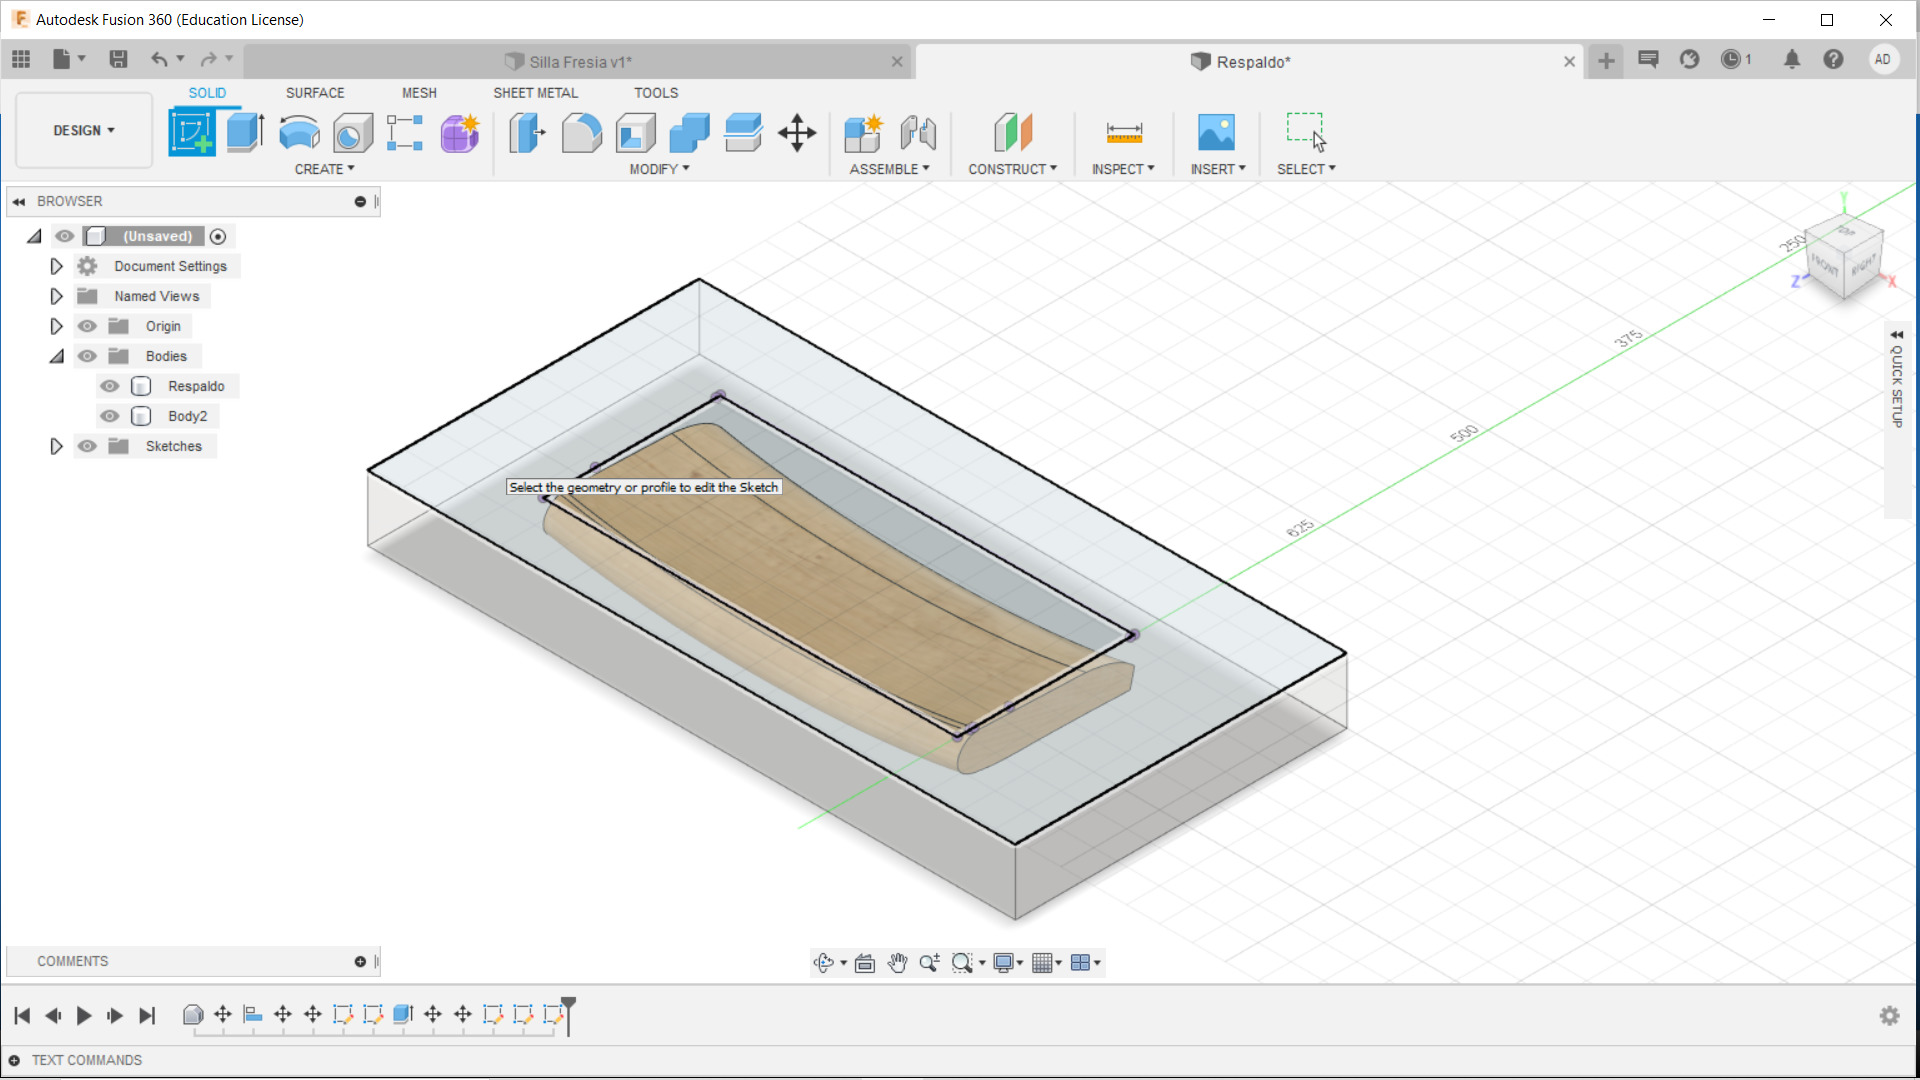 Autodesk Fusion 360 (Education License)
Silla Fresia v1*
Respaldo*
1
AD
DESIGN
SOLID
SURFACE
MESH
SHEET METAL
TOOLS
CREATE
MODIFY
ASSEMBLE
CONSTRUCT
INSPECT
INSERT
SELECT
BROWSER
(Unsaved)
Document Settings
Named Views
Origin
Bodies
Respaldo
Body2
Sketches
Select the geometry or profile to edit the Sketch
250
375
500
625
Y
TOP
FRONT
RIGHT
Z
X
QUICK SETUP
COMMENTS
TEXT COMMANDS